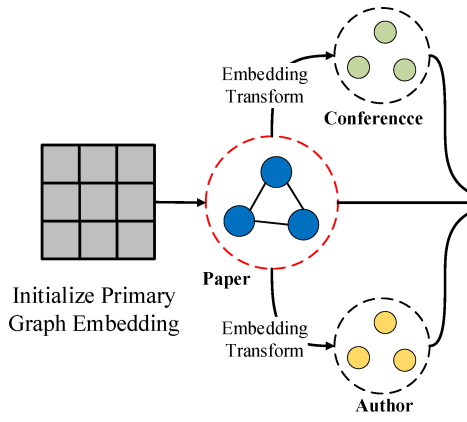 Embedding
Transform
Conferencce
Paper
Initialize Primary
Graph Embedding
Embedding
Transform
Author